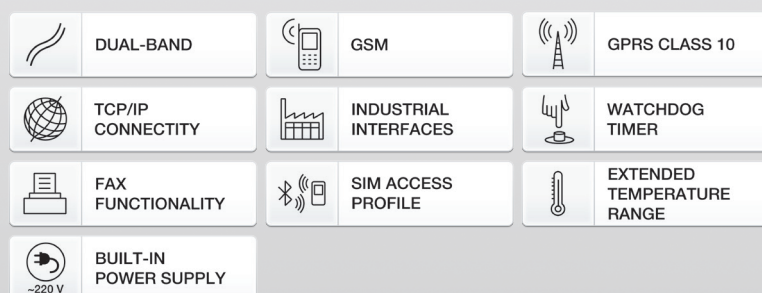 DUAL-BAND
GSM
GPRS CLASS 10
TCP/IP
CONNECTITY
INDUSTRIAL
INTERFACES
WATCHDOG
TIMER
FAX
FUNCTIONALITY
SIM ACCESS
PROFILE
EXTENDED
TEMPERATURE
RANGE
~220 V
BUILT-IN
POWER SUPPLY